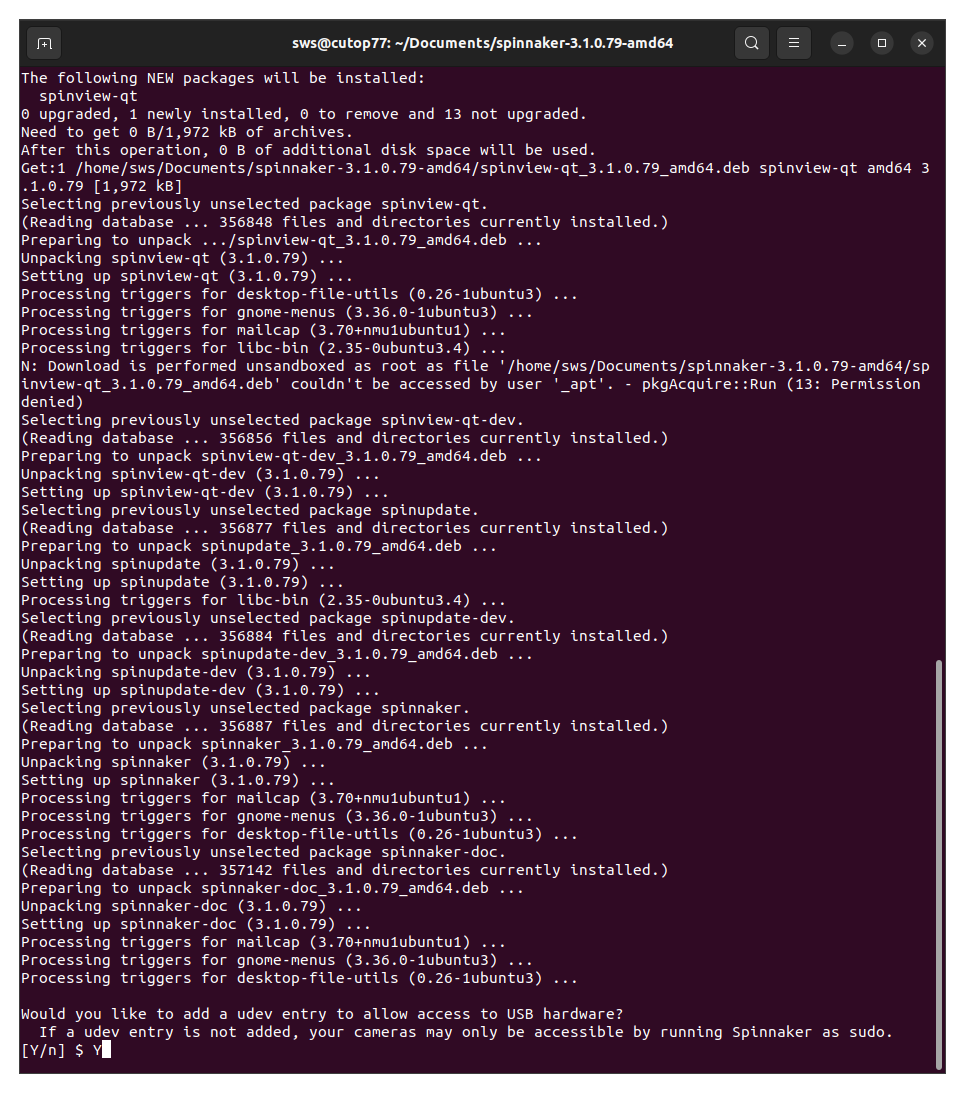 sws@cutop77: ~/Documents/spinnaker-3.1.0.79-amd64
The following NEW packages will be installed:
  spinview-qt
0 upgraded, 1 newly installed, 0 to remove and 13 not upgraded.
Need to get 0 B/1,972 kB of archives.
After this operation, 0 B of additional disk space will be used.
Get:1 /home/sws/Documents/spinnaker-3.1.0.79-amd64/spinview-qt_3.1.0.79_amd64.deb spinview-qt amd64 3
.1.0.79 [1,972 kB]
Selecting previously unselected package spinview-qt.
(Reading database ... 356848 files and directories currently installed.)
Preparing to unpack .../spinview-qt_3.1.0.79_amd64.deb ...
Unpacking spinview-qt (3.1.0.79) ...
Setting up spinview-qt (3.1.0.79) ...
Processing triggers for desktop-file-utils (0.26-1ubuntu3) ...
Processing triggers for gnome-menus (3.36.0-1ubuntu3) ...
Processing triggers for mailcap (3.70+nmu1ubuntu1) ...
Processing triggers for libc-bin (2.35-0ubuntu3.4) ...
N: Download is performed unsandboxed as root as file '/home/sws/Documents/spinnaker-3.1.0.79-amd64/sp
inview-qt_3.1.0.79_amd64.deb' couldn't be accessed by user '_apt'. - pkgAcquire::Run (13: Permission
denied)
Selecting previously unselected package spinview-qt-dev.
(Reading database ... 356856 files and directories currently installed.)
Preparing to unpack spinview-qt-dev_3.1.0.79_amd64.deb ...
Unpacking spinview-qt-dev (3.1.0.79) ...
Setting up spinview-qt-dev (3.1.0.79) ...
Selecting previously unselected package spinupdate.
(Reading database ... 356877 files and directories currently installed.)
Preparing to unpack spinupdate_3.1.0.79_amd64.deb ...
Unpacking spinupdate (3.1.0.79) ...
Setting up spinupdate (3.1.0.79) ...
Processing triggers for libc-bin (2.35-0ubuntu3.4) ...
Selecting previously unselected package spinupdate-dev.
(Reading database ... 356884 files and directories currently installed.)
Preparing to unpack spinupdate-dev_3.1.0.79_amd64.deb ...
Unpacking spinupdate-dev (3.1.0.79) ...
Setting up spinupdate-dev (3.1.0.79) ...
Selecting previously unselected package spinnaker.
(Reading database ... 356887 files and directories currently installed.)
Preparing to unpack spinnaker_3.1.0.79_amd64.deb ...
Unpacking spinnaker (3.1.0.79) ...
Setting up spinnaker (3.1.0.79) ...
Processing triggers for mailcap (3.70+nmu1ubuntu1) ...
Processing triggers for gnome-menus (3.36.0-1ubuntu3) ...
Processing triggers for desktop-file-utils (0.26-1ubuntu3) ...
Selecting previously unselected package spinnaker-doc.
(Reading database ... 357142 files and directories currently installed.)
Preparing to unpack spinnaker-doc_3.1.0.79_amd64.deb ...
Unpacking spinnaker-doc (3.1.0.79) ...
Setting up spinnaker-doc (3.1.0.79) ...
Processing triggers for mailcap (3.70+nmu1ubuntu1) ...
Processing triggers for gnome-menus (3.36.0-1ubuntu3) ...
Processing triggers for desktop-file-utils (0.26-1ubuntu3) ...

Would you like to add a udev entry to allow access to USB hardware?
  If a udev entry is not added, your cameras may only be accessible by running Spinnaker as sudo.
[Y/n] $ Y